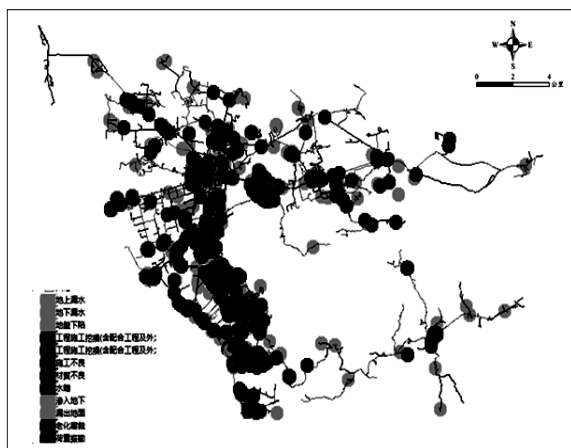 N
W E
S
0 2 4
公里
地上漏水
地下漏水
地盤下陷
工程施工挖損(含配合工程及外;
工程施工挖損(含配合工程及外;
施工不良
材質不良
水錘
滲入地下
漏出地面
老化腐蝕
荷重振動